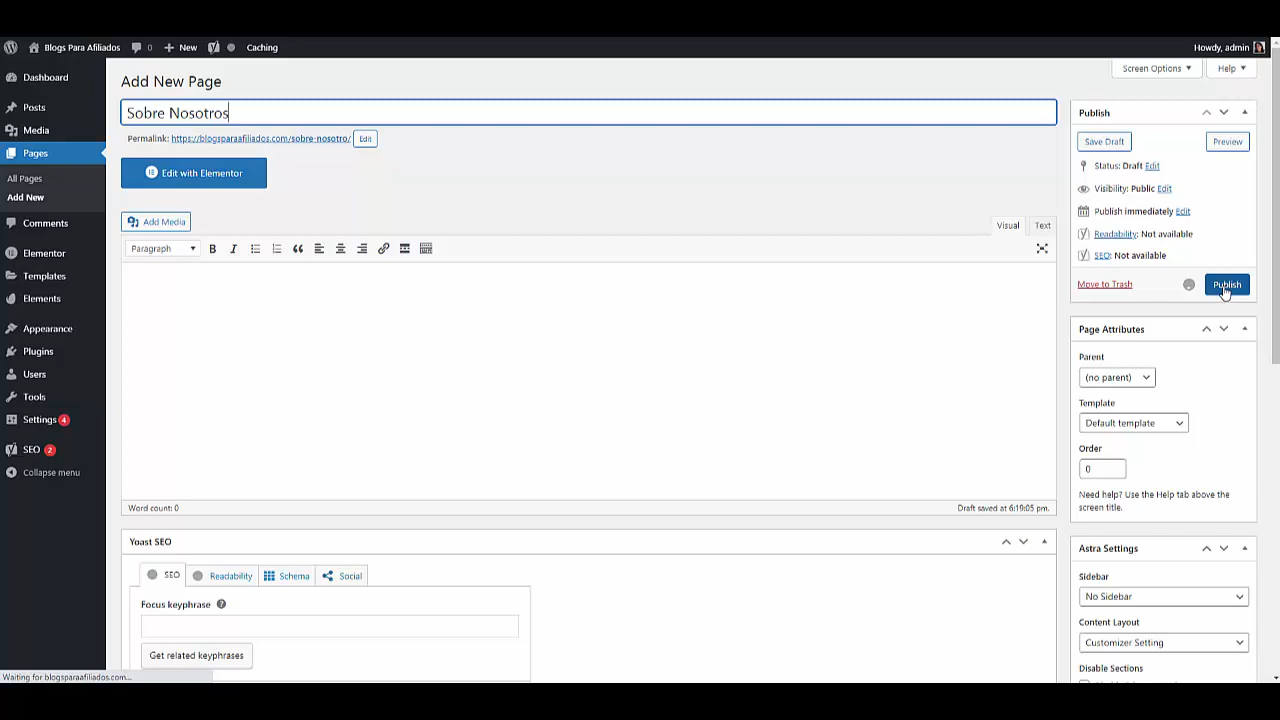 Blogs Para Afiliados 0 New Caching Howdy, admin
Screen Options Help
Dashboard
Posts
Media
Pages
All Pages
Add New
Comments
Elementor
Templates
Elements
Appearance
Plugins
Users
Tools
Settings 4
SEO 2
Collapse menu
Add New Page
Sobre Nosotros
Permalink: https://blogsparaafiliados.com/sobre-nosotro/ Edit
Edit with Elementor
Add Media
Visual Text
Paragraph B I
Word count: 0 Draft saved at 6:19:05 pm.
Yoast SEO
SEO Readability Schema Social
Focus keyphrase ?
Get related keyphrases
Publish
Save Draft Preview
Status: Draft Edit
Visibility: Public Edit
Publish immediately Edit
Readability: Not available
SEO: Not available
Move to Trash Publish
Page Attributes
Parent
(no parent)
Template
Default template
Order
0
Need help? Use the Help tab above the
screen title.
Astra Settings
Sidebar
No Sidebar
Content Layout
Customizer Setting
Disable Sections
Waiting for blogsparaafiliados.com...